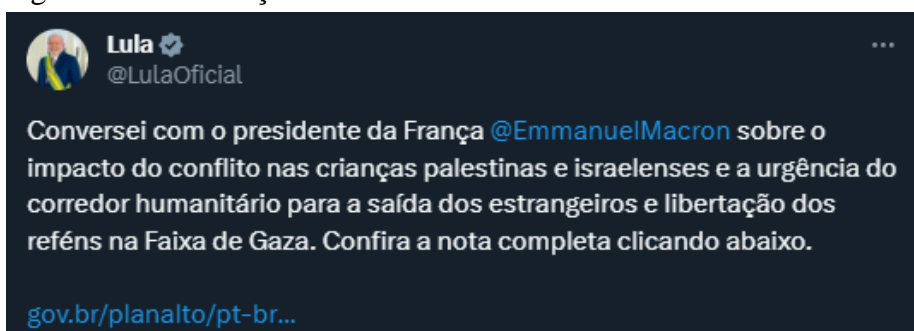 Lula
@LulaOficial
Conversei com o presidente da França @EmmanuelMacron sobre o
impacto do conflito nas crianças palestinas e israelenses e a urgência do
corredor humanitário para a saída dos estrangeiros e libertação dos
reféns na Faixa de Gaza. Confira a nota completa clicando abaixo.
gov.br/planalto/pt-br...